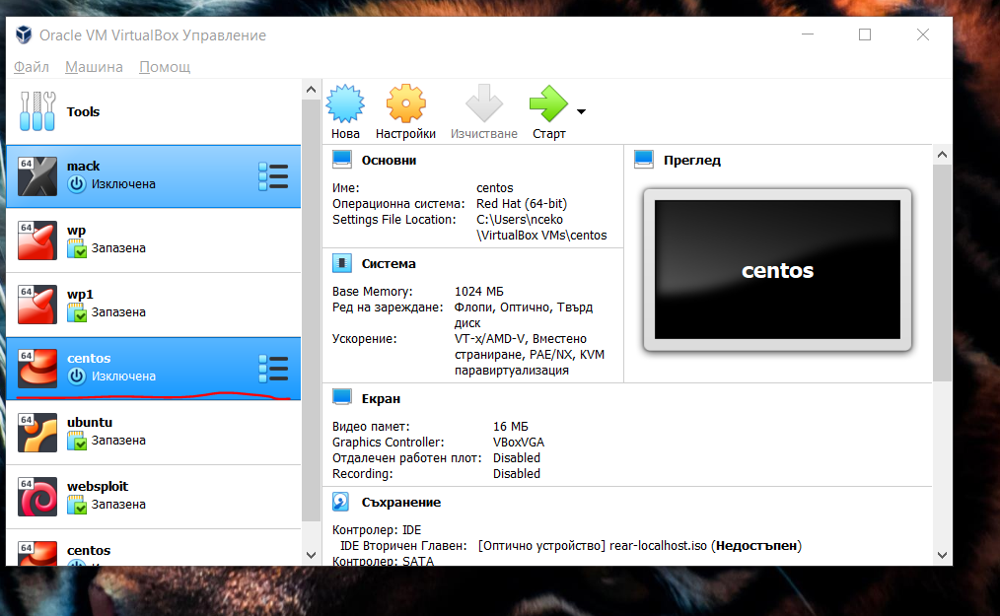 Oracle VM VirtualBox Управление
Файл Машина Помощ
Tools
64
mack
Изключена
64
wp
Запазена
64
wp1
Запазена
64
centos
Изключена
64
ubuntu
Запазена
64
websploit
Запазена
64
centos
Нова Настройки Изчистване Старт
Основни
Име: centos
Операционна система: Red Hat (64-bit)
Settings File Location: C:\Users\nceko
\VirtualBox VMs\centos
Система
Base Memory: 1024 МБ
Ред на зареждане: Флопи, Оптично, Твърд
диск
Ускорение: VT-x/AMD-V, Вместено
страниране, PAE/NX, KVM
паравиртуализация
Преглед
centos
Екран
Видео памет: 16 МБ
Graphics Controller: VBoxVGA
Отдалечен работен плот: Disabled
Recording: Disabled
Съхранение
Контролер: IDE
IDE Вторичен Главен: [Оптично устройство] rear-localhost.iso (Недостъпен)
Контролер: SATA